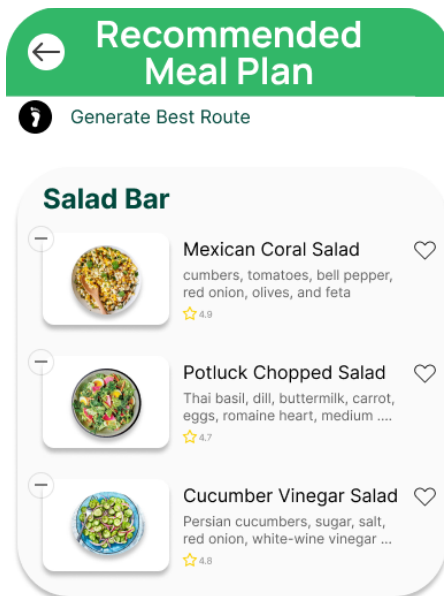 Recommended
Meal Plan
Generate Best Route
Salad Bar
Mexican Coral Salad
cumbers, tomatoes, bell pepper,
red onion, olives, and feta
4.9
Potluck Chopped Salad
Thai basil, dill, buttermilk, carrot,
eggs, romaine heart, medium ....
4.7
Cucumber Vinegar Salad
Persian cucumbers, sugar, salt,
red onion, white-wine vinegar ...
4.8